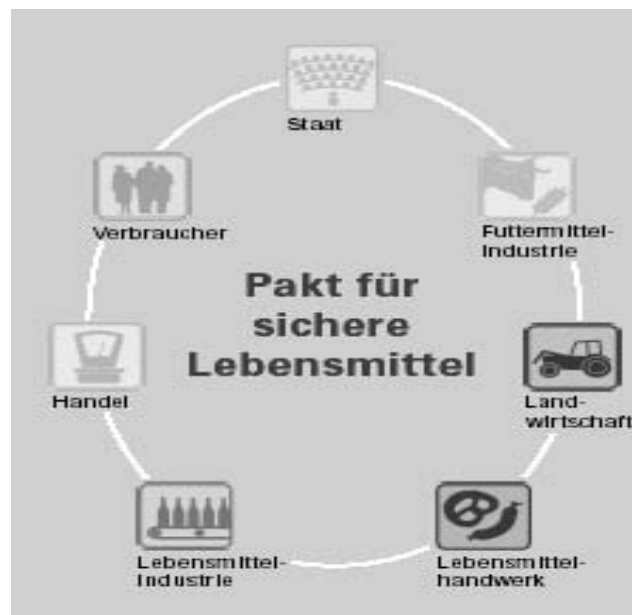 Staat
Verbraucher
Futtermittel-
industrie
Pakt für
sichere
Lebensmittel
Handel
Land-
wirtschaft
Lebensmittel-
industrie
Lebensmittel-
handwerk